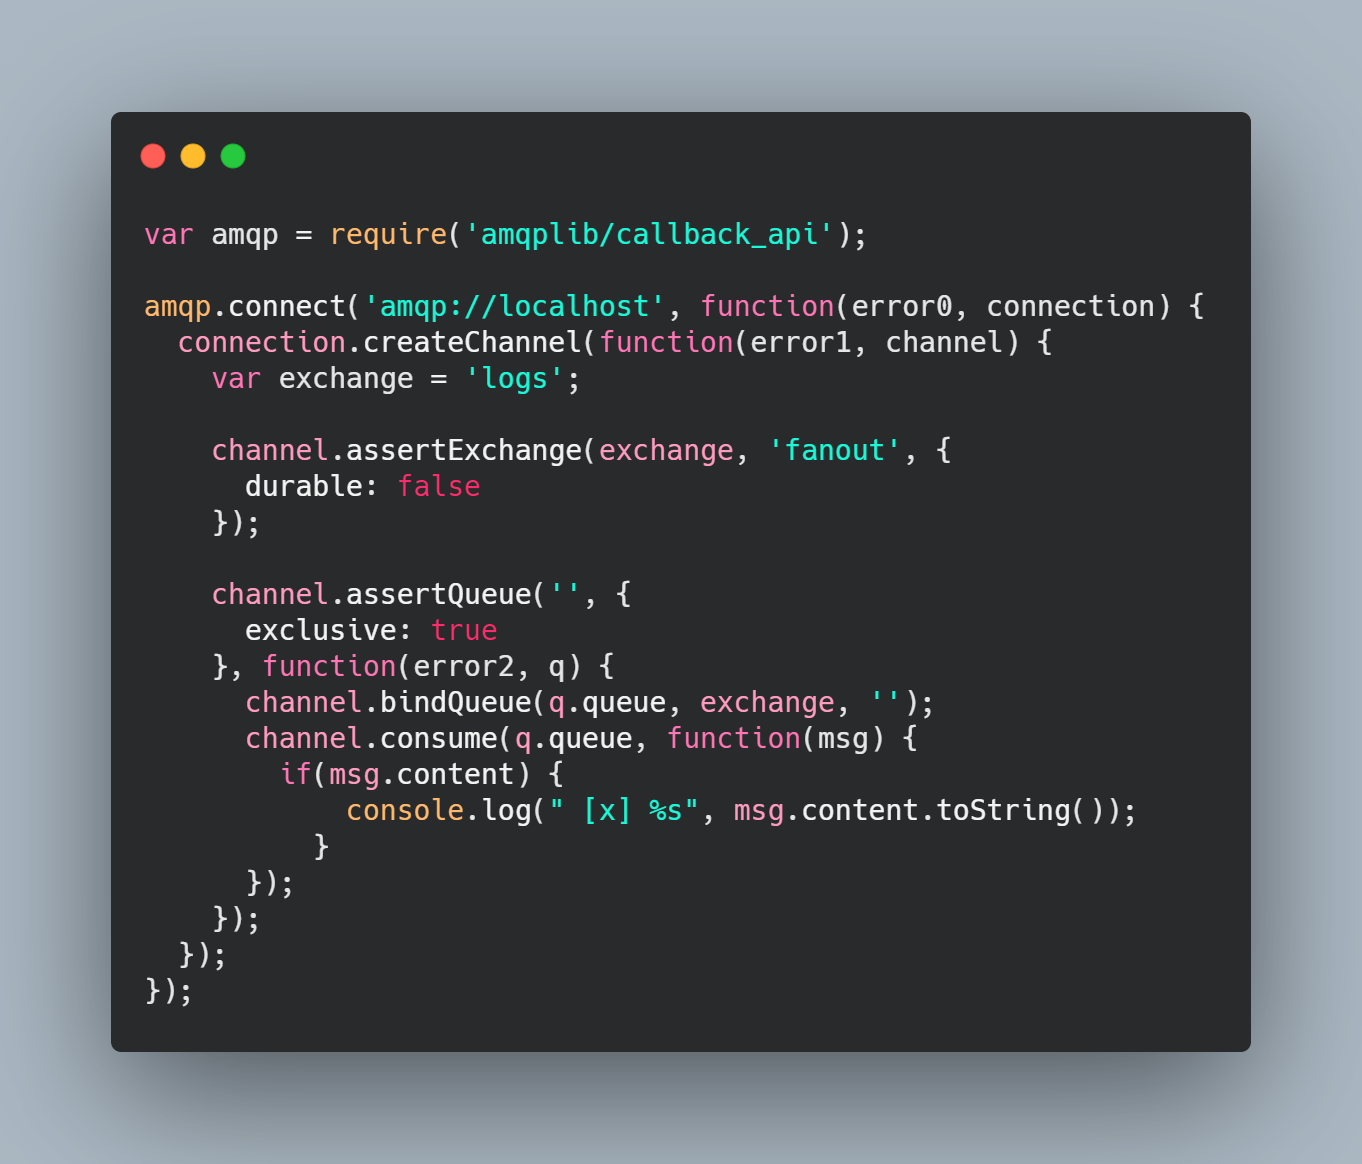 var amqp = require('amqplib/callback_api');

amqp.connect('amqp://localhost', function(error0, connection) {
  connection.createChannel(function(error1, channel) {
    var exchange = 'logs';

    channel.assertExchange(exchange, 'fanout', {
      durable: false
    });

    channel.assertQueue('', {
      exclusive: true
    }, function(error2, q) {
      channel.bindQueue(q.queue, exchange, '');
      channel.consume(q.queue, function(msg) {
        if(msg.content) {
            console.log(" [x] %s", msg.content.toString());
          }
      });
    });
  });
});